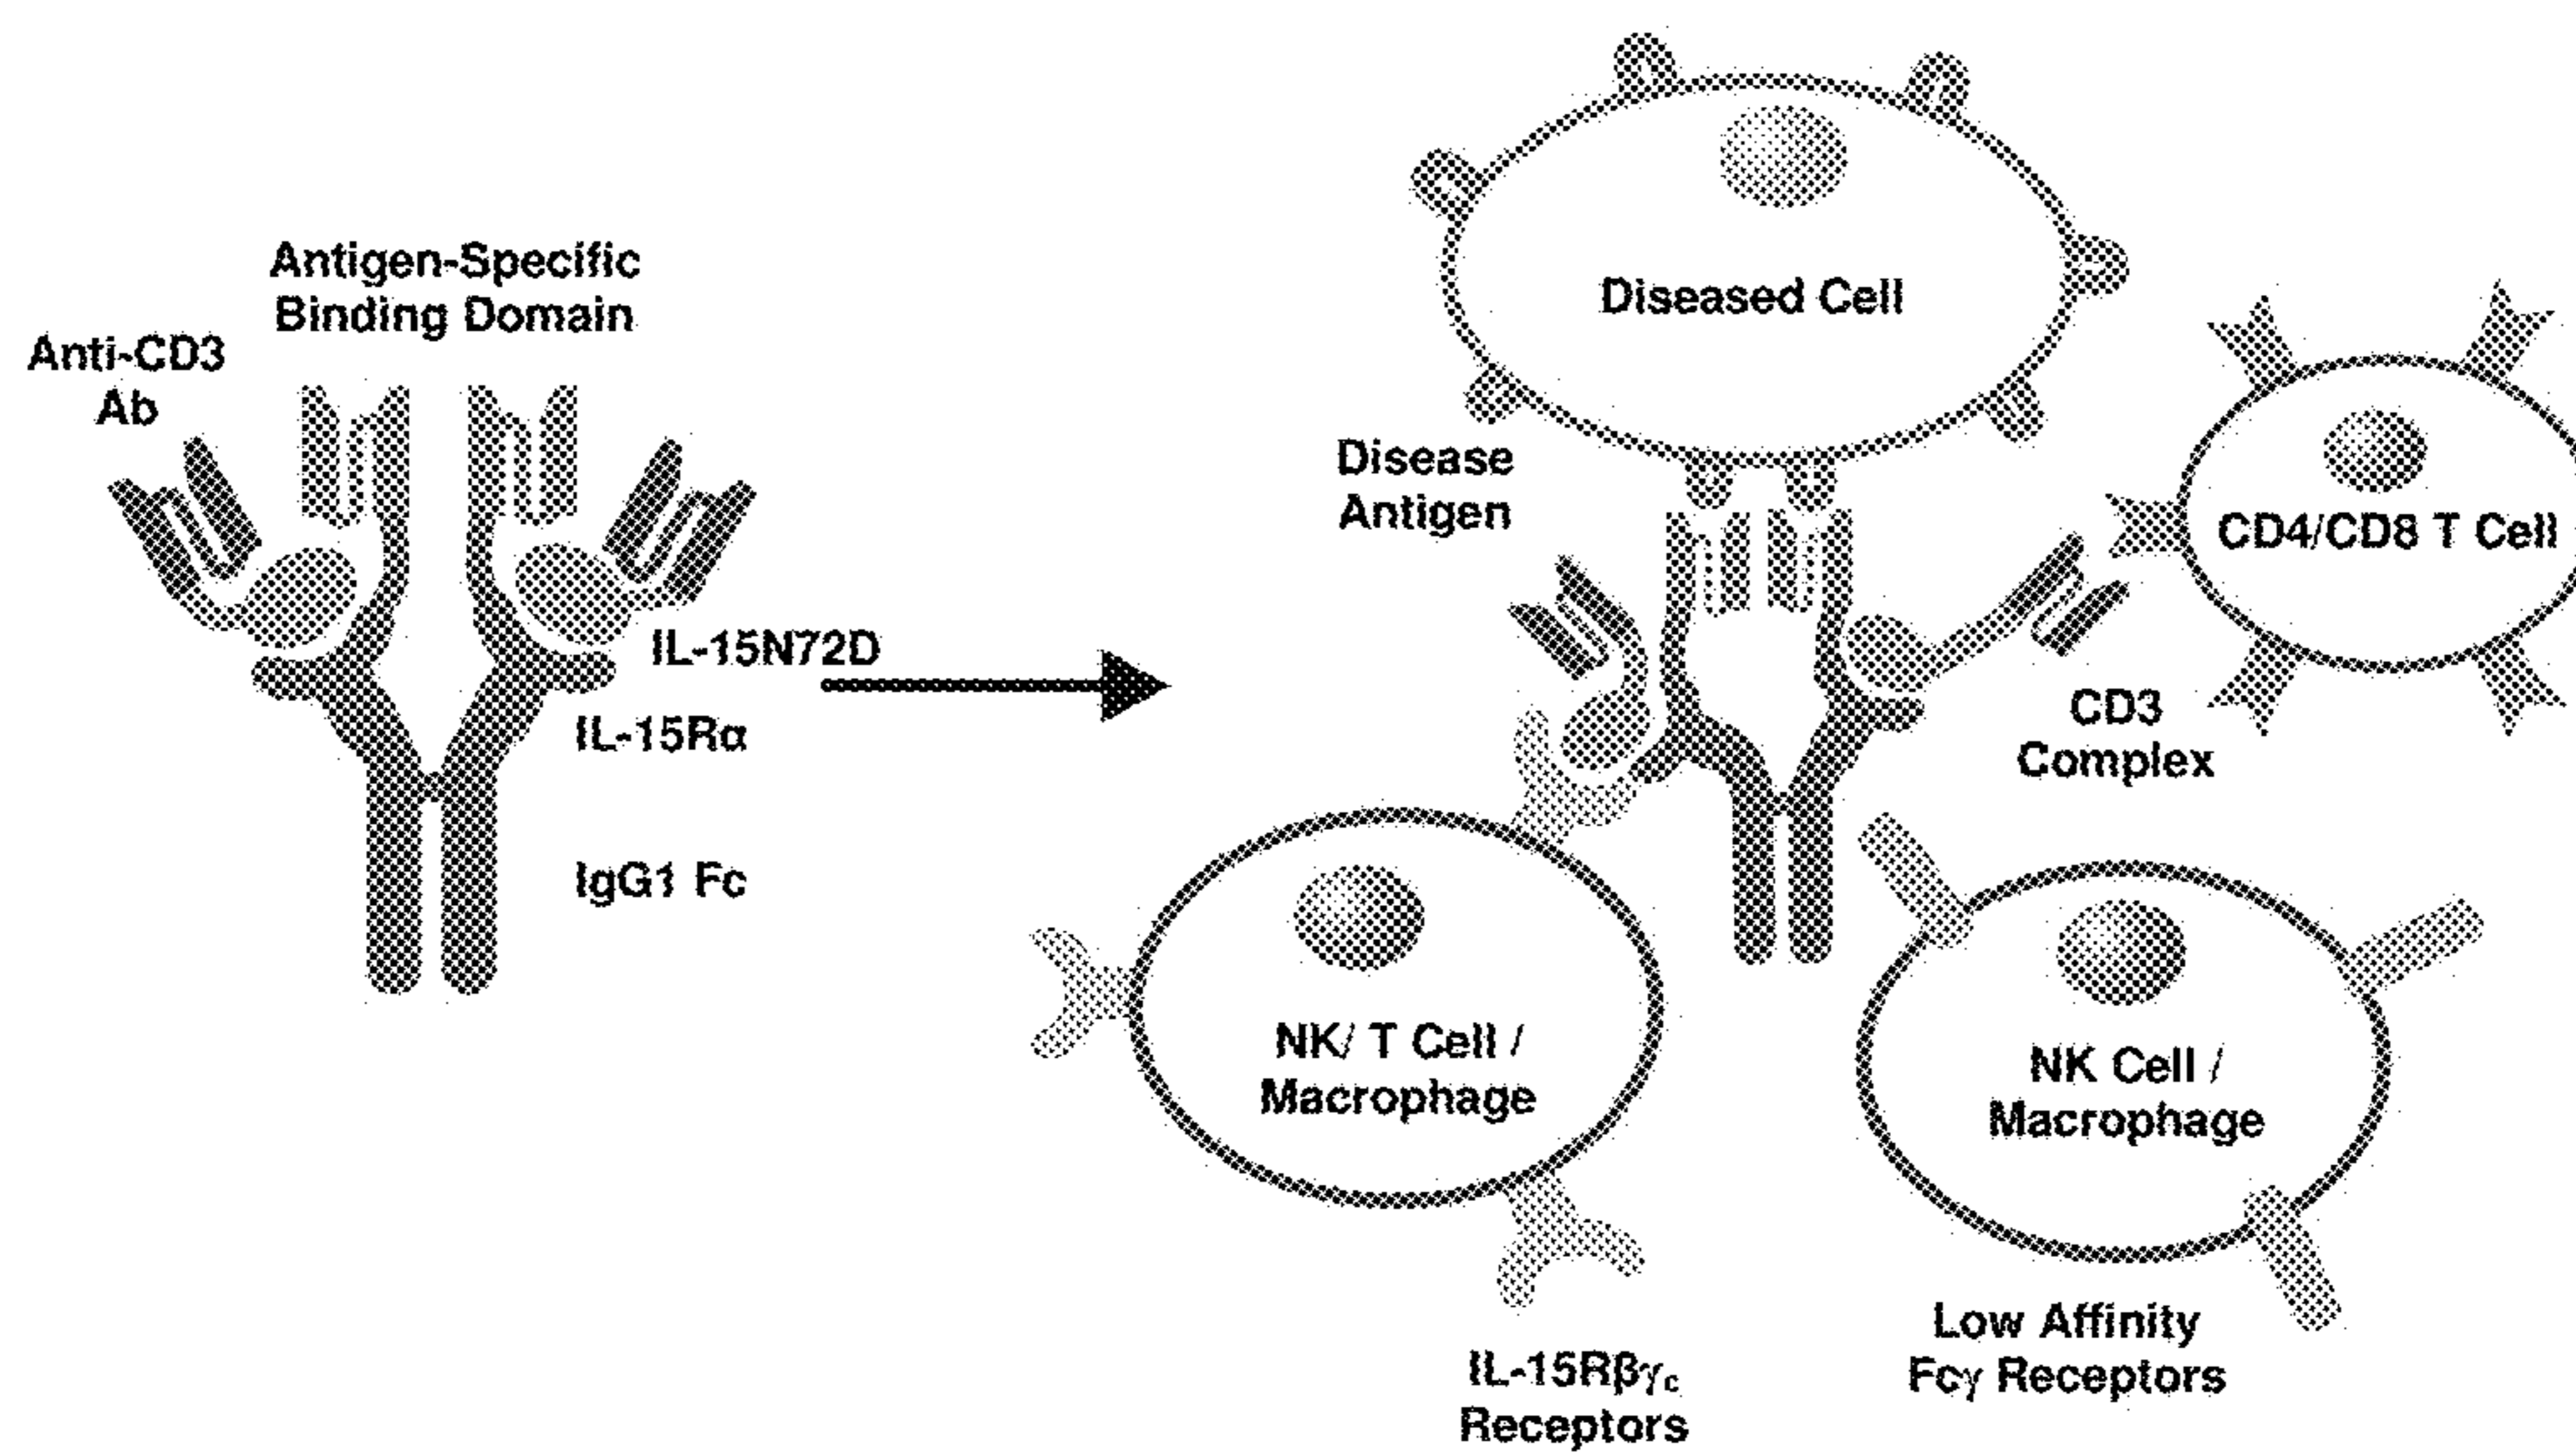 Antigen-Specific
Binding Domain
Anti-CD3
Ab
IL-15N72D
IL-15Rα
IgG1 Fc
Diseased Cell
Disease
Antigen
CD4/CD8 T Cell
CD3
Complex
NK/ T Cell /
Macrophage
NK Cell /
Macrophage
IL-15Rβγc
Receptors
Low Affinity
Fcγ Receptors